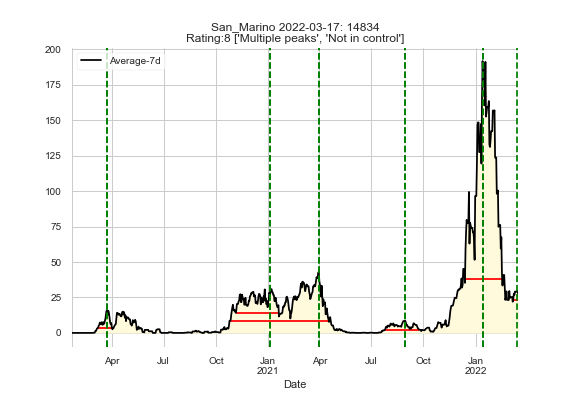 San_Marino 2022-03-17: 14834
Rating:8 ['Multiple peaks', 'Not in control']
Average-7d
200
175
150
125
100
75
50
25
0
Apr Jul Oct Jan Apr Jul Oct Jan
2021 2022
Date